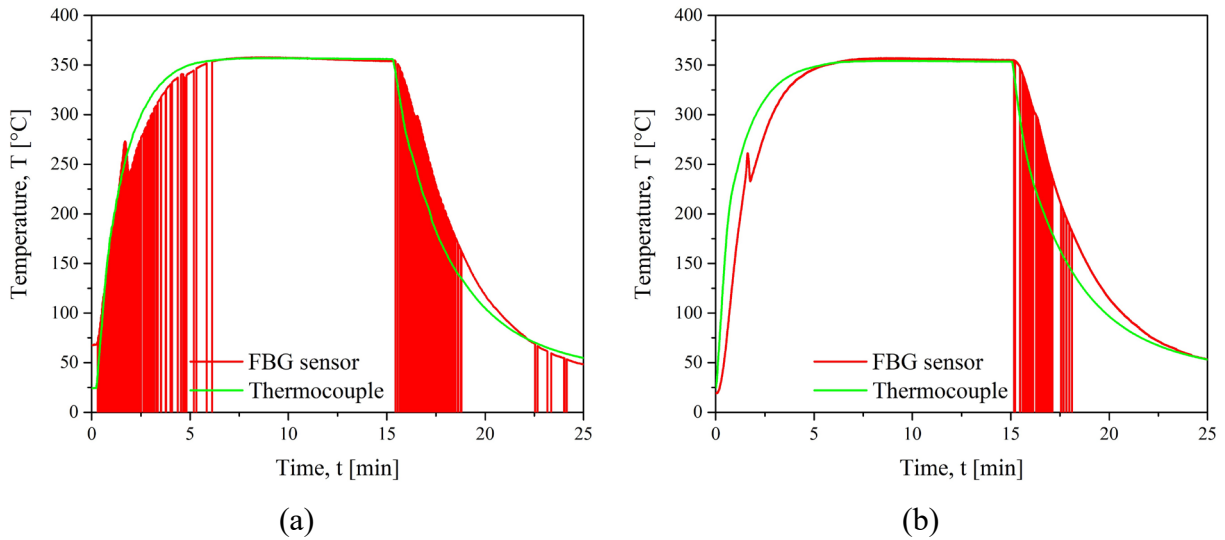 400
350
300
250
200
150
100
50
0
Temperature, T [°C]
FBG sensor
Thermocouple
0 5 10 15 20 25
Time, t [min]
(a)
400
350
300
250
200
150
100
50
0
Temperature, T [°C]
FBG sensor
Thermocouple
0 5 10 15 20 25
Time, t [min]
(b)